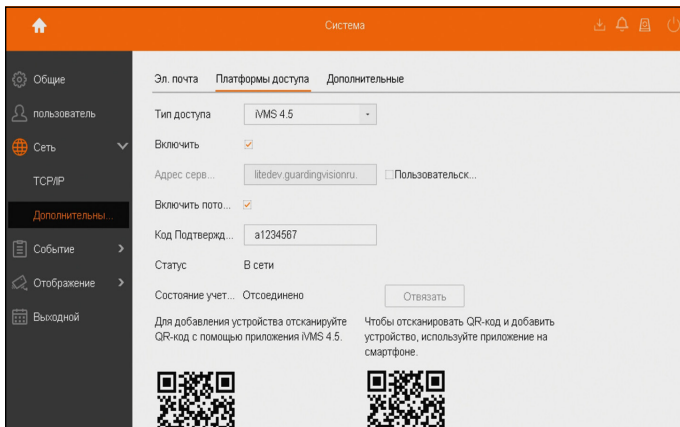 Система
Общие
пользователь
Сеть
TCP/IP
Дополнительны...
Событие
Отображение
Выходной
Эл. почта Платформы доступа Дополнительные
Тип доступа iVMS 4.5
Включить
Адрес серв... litedev.guardingvisionru. Пользовательск...
Включить пото...
Код Подтвержд... a1234567
Статус В сети
Состояние учет... Отсоединено Отвязать
Для добавления устройства отсканируйте
QR-код с помощью приложения iVMS 4.5.
Чтобы отсканировать QR-код и добавить
устройство, используйте приложение на
смартфоне.